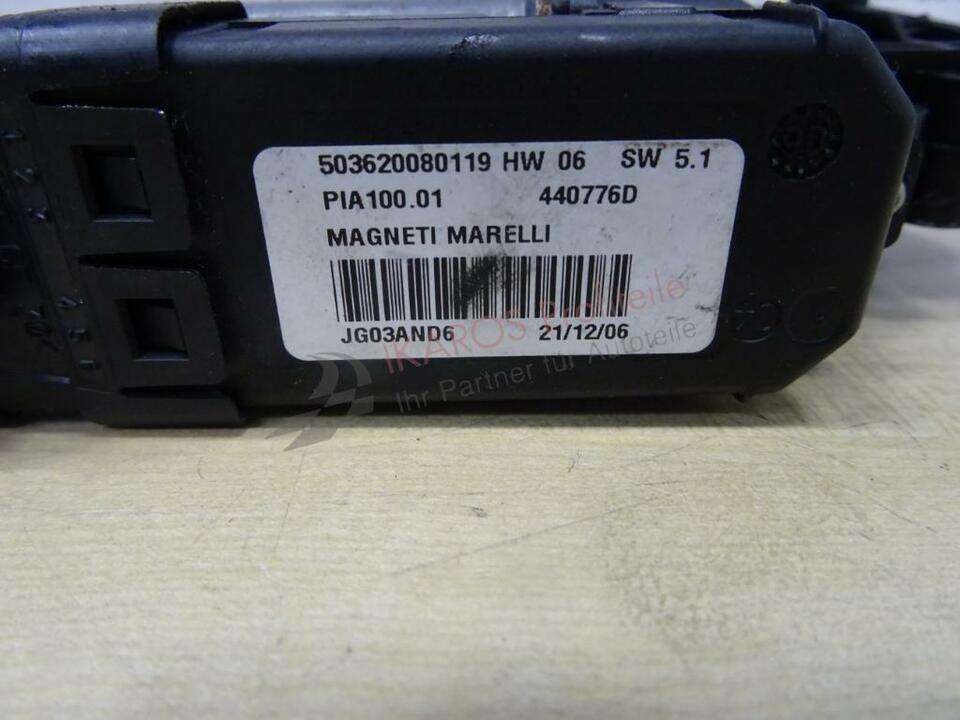 503620080119 HW 06 SW 5.1
PIA100.01 440776D
MAGNETI MARELLI
JG03AND6 21/12/06
IKAROS Profiteile
Ihr Partner für Autoteile